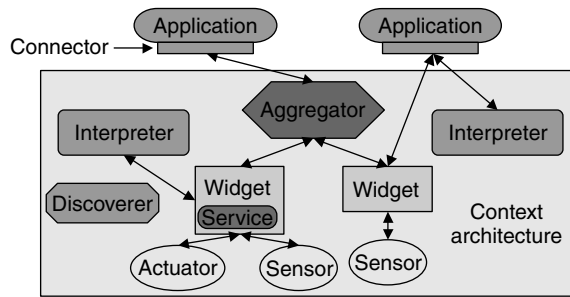 Application
Application
Connector
Aggregator
Interpreter
Interpreter
Widget
Widget
Discoverer
Service
Context
architecture
Actuator
Sensor
Sensor